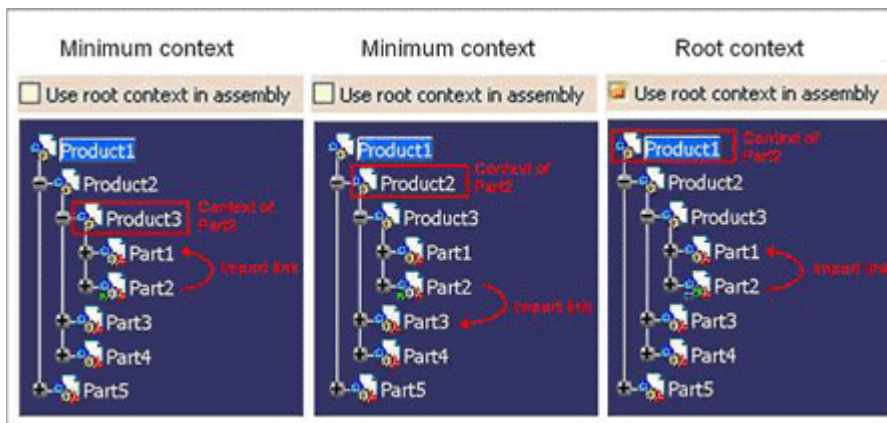 Minimum context
Use root context in assembly
Product1
Product2
Product3
Context of
Part2
Part1
Import link
Part2
Part3
Part4
Part5
Minimum context
Use root context in assembly
Product1
Product2
Context of
Part2
Product3
Part1
Part2
Import link
Part3
Part4
Part5
Root context
Use root context in assembly
Product1
Context of
Part2
Product2
Product3
Part1
Import link
Part2
Part3
Part4
Part5